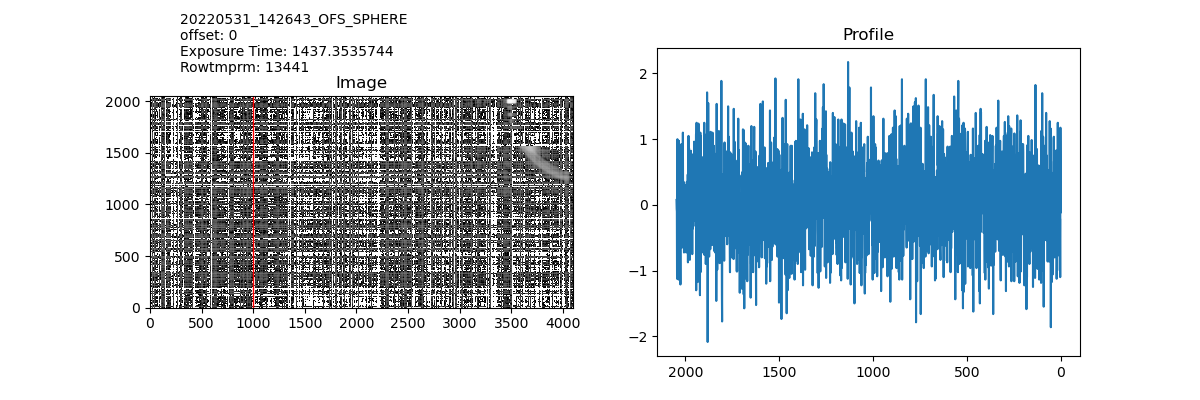 20220531_142643_OFS_SPHERE
offset: 0
Exposure Time: 1437.3535744
Rowtmprm: 13441
Image
Profile
2000
1500
1000
500
0
0 500 1000 1500 2000 2500 3000 3500 4000
2
1
0
−1
−2
2000 1500 1000 500 0